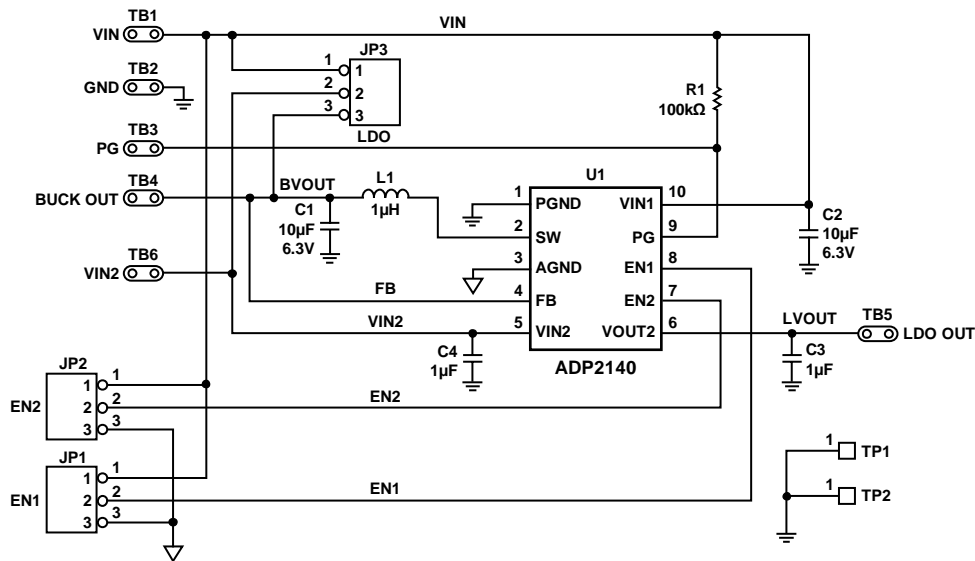 TB1
VIN
VIN
TB2
GND
JP3
1 1
2 2
3 3
LDO
R1
100kΩ
TB3
PG
TB4
BUCK OUT
BVOUT
L1
1µH
C1
10µF
6.3V
U1
1 PGND VIN1 10
2 SW PG 9
3 AGND EN1 8
4 FB EN2 7
5 VIN2 VOUT2 6
ADP2140
C2
10µF
6.3V
TB6
VIN2
FB
VIN2
C4
1µF
LVOUT
TB5
LDO OUT
C3
1µF
JP2
EN2
1 1
2 2
3 3
EN2
JP1
EN1
1 1
2 2
3 3
EN1
1 TP1
1 TP2